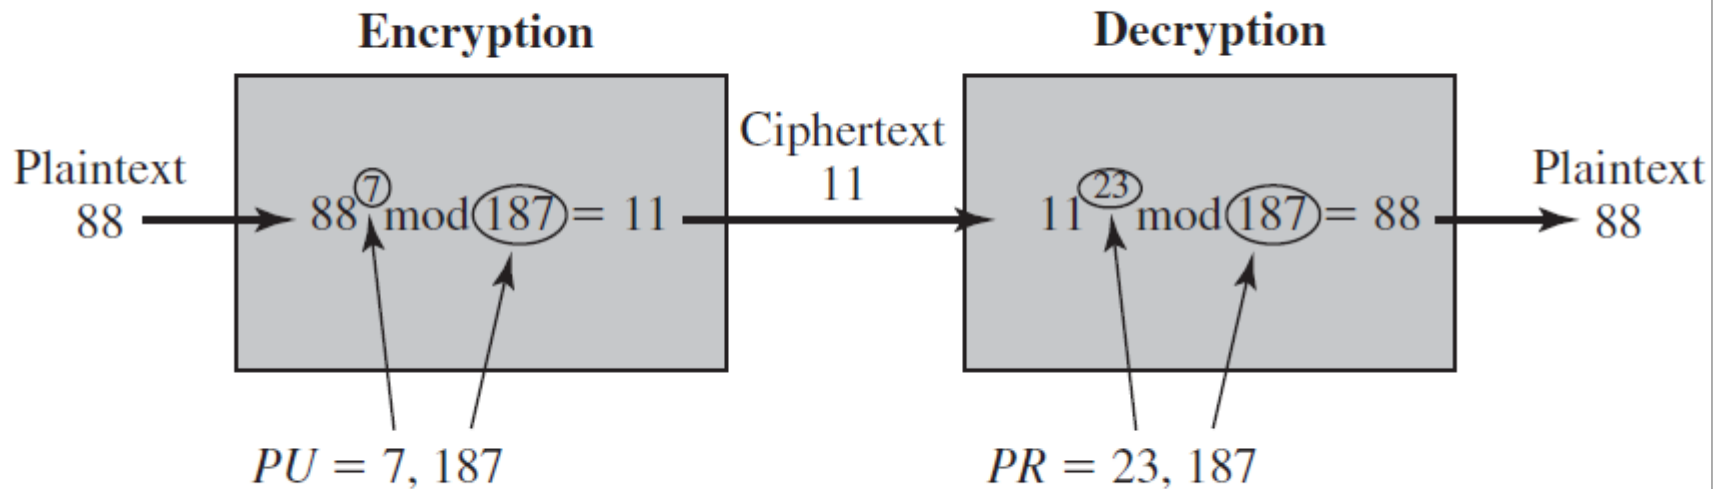 Encryption
Decryption
Plaintext
88
88^7 mod 187 = 11
Ciphertext
11
11^23 mod 187 = 88
Plaintext
88
PU = 7, 187
PR = 23, 187